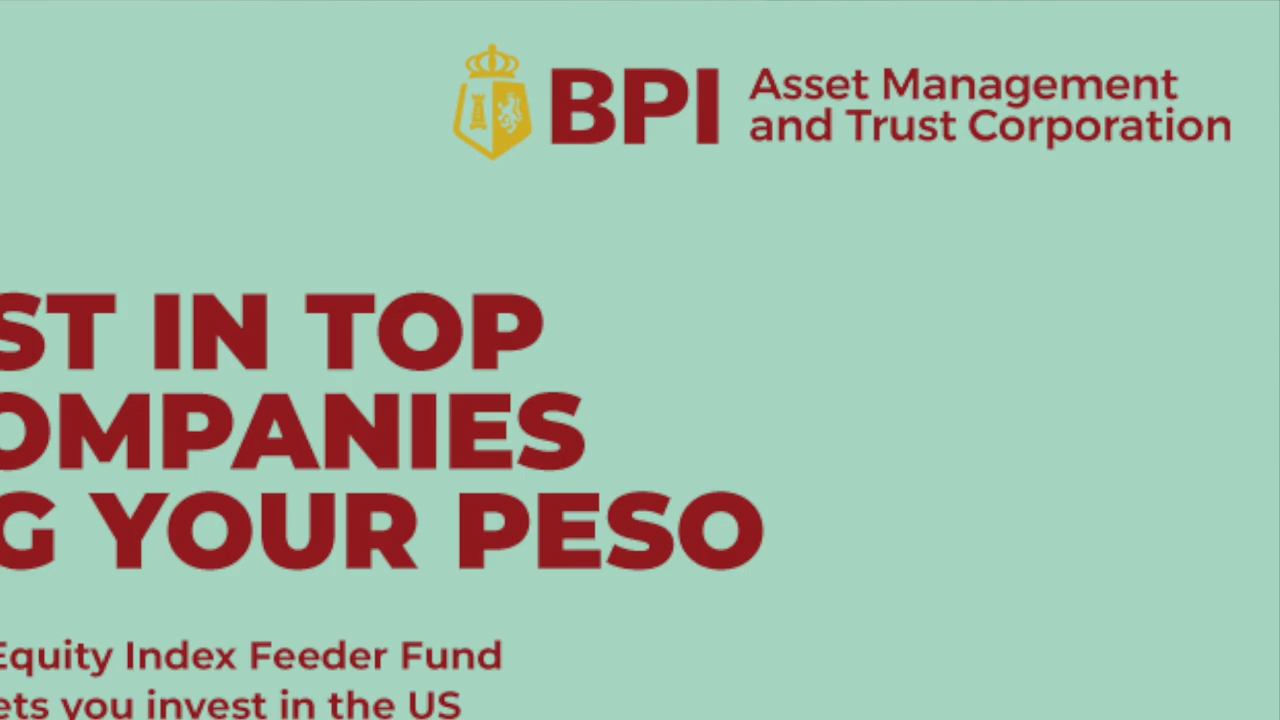 BPI Asset Management
and Trust Corporation
ST IN TOP
OMPANIES
G YOUR PESO
Equity Index Feeder Fund
ets you invest in the US